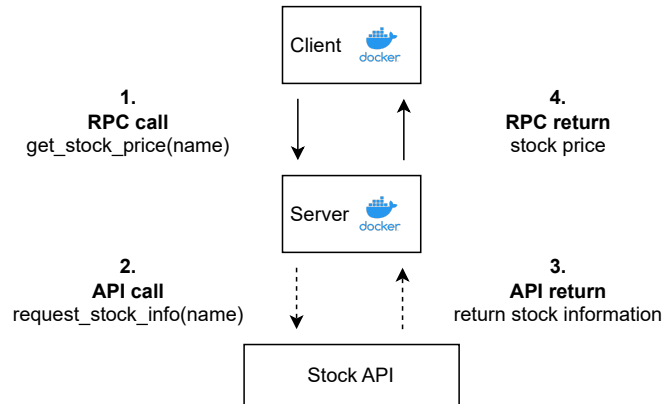 Client
docker
1.
RPC call
get_stock_price(name)
4.
RPC return
stock price
Server
docker
2.
API call
request_stock_info(name)
3.
API return
return stock information
Stock API